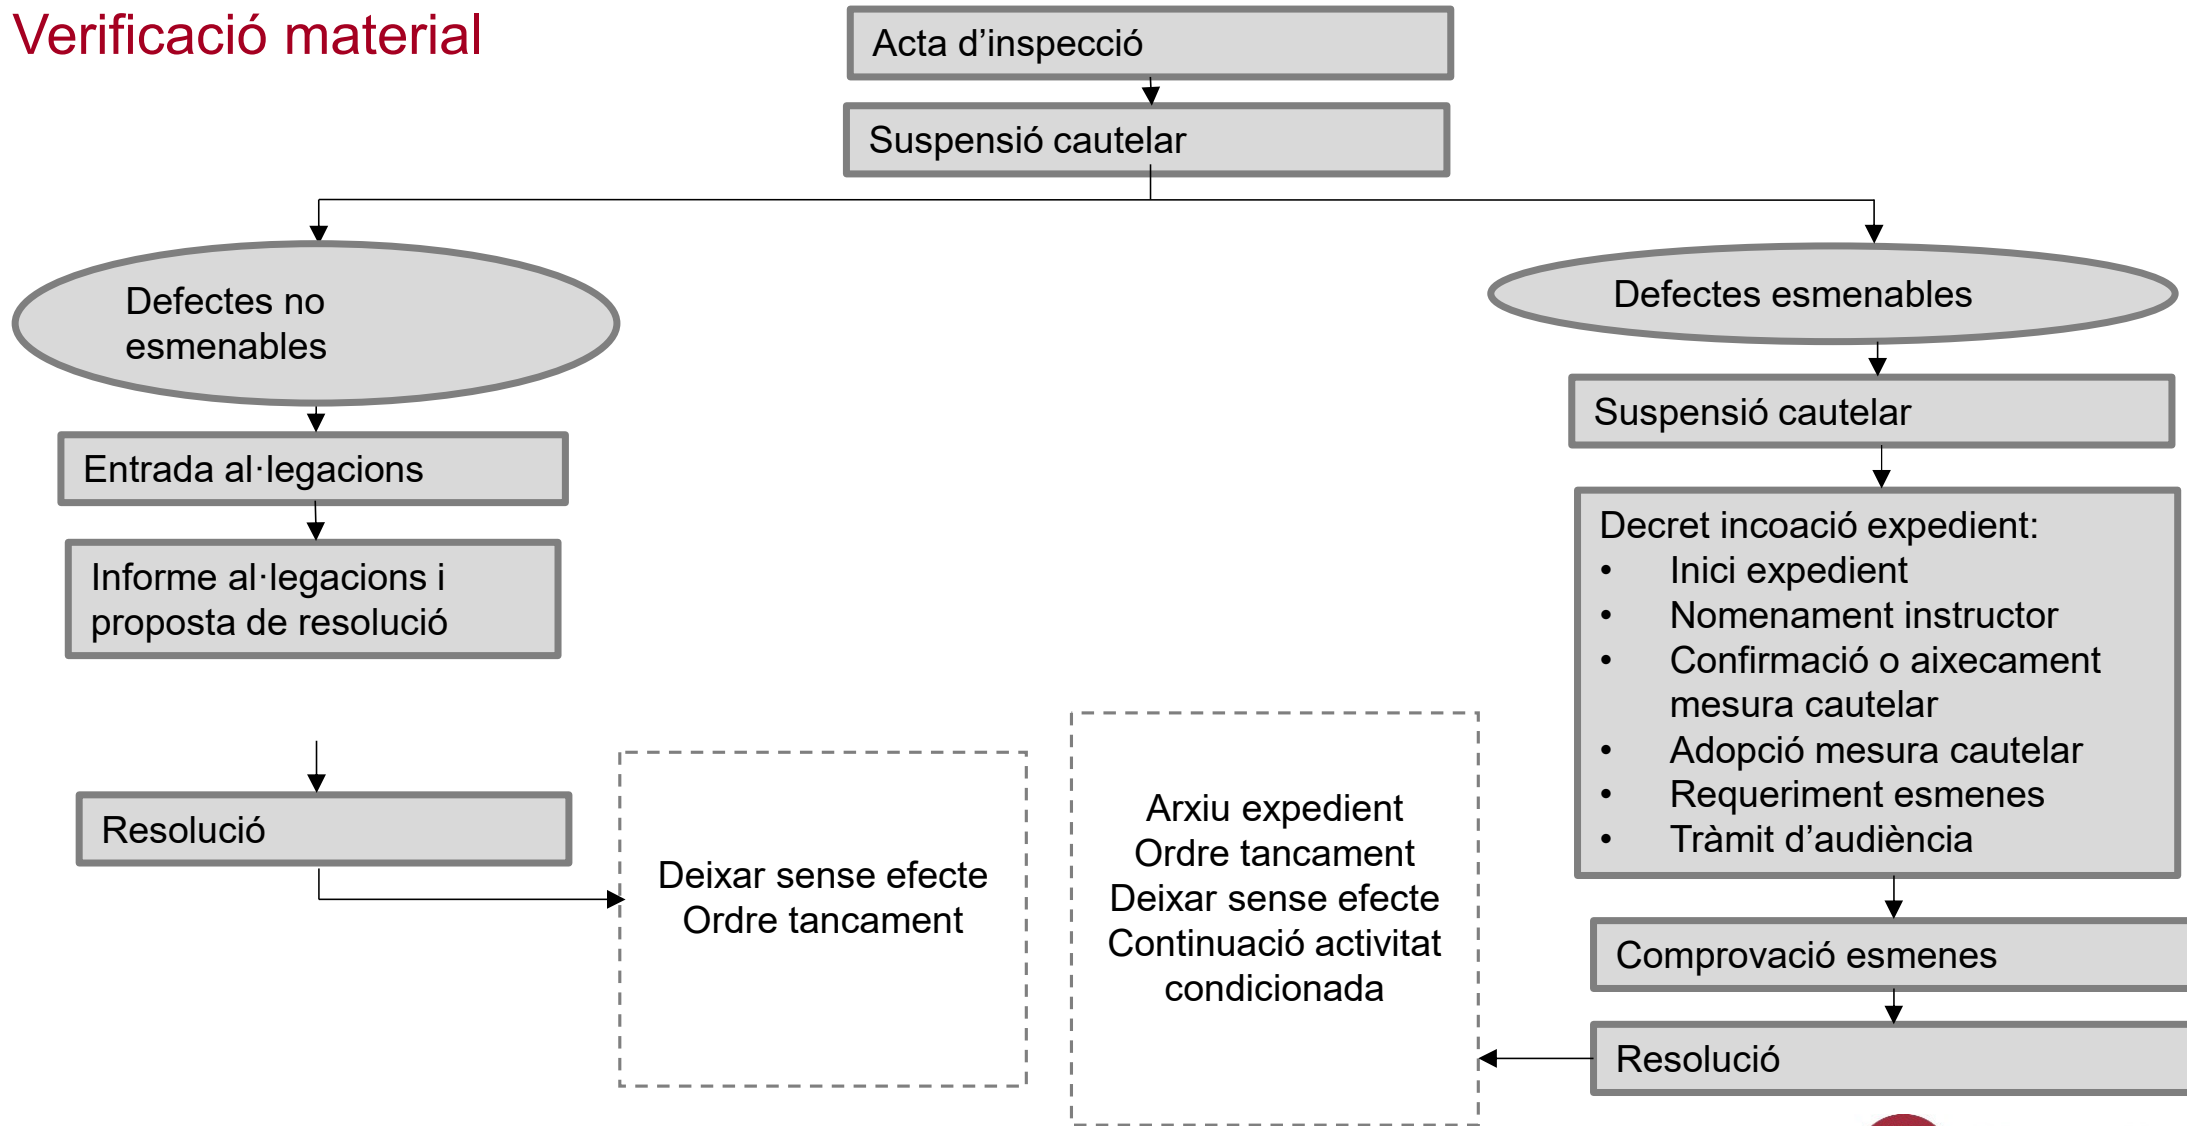 Verificació material
Acta d’inspecció
Suspensió cautelar
Defectes no
esmenables
Entrada al·legacions
Informe al·legacions i
proposta de resolució
Resolució
Deixar sense efecte
Ordre tancament
Defectes esmenables
Suspensió cautelar
Decret incoació expedient:
• Inici expedient
• Nomenament instructor
• Confirmació o aixecament
mesura cautelar
• Adopció mesura cautelar
• Requeriment esmenes
• Tràmit d’audiència
Comprovació esmenes
Resolució
Arxiu expedient
Ordre tancament
Deixar sense efecte
Continuació activitat
condicionada